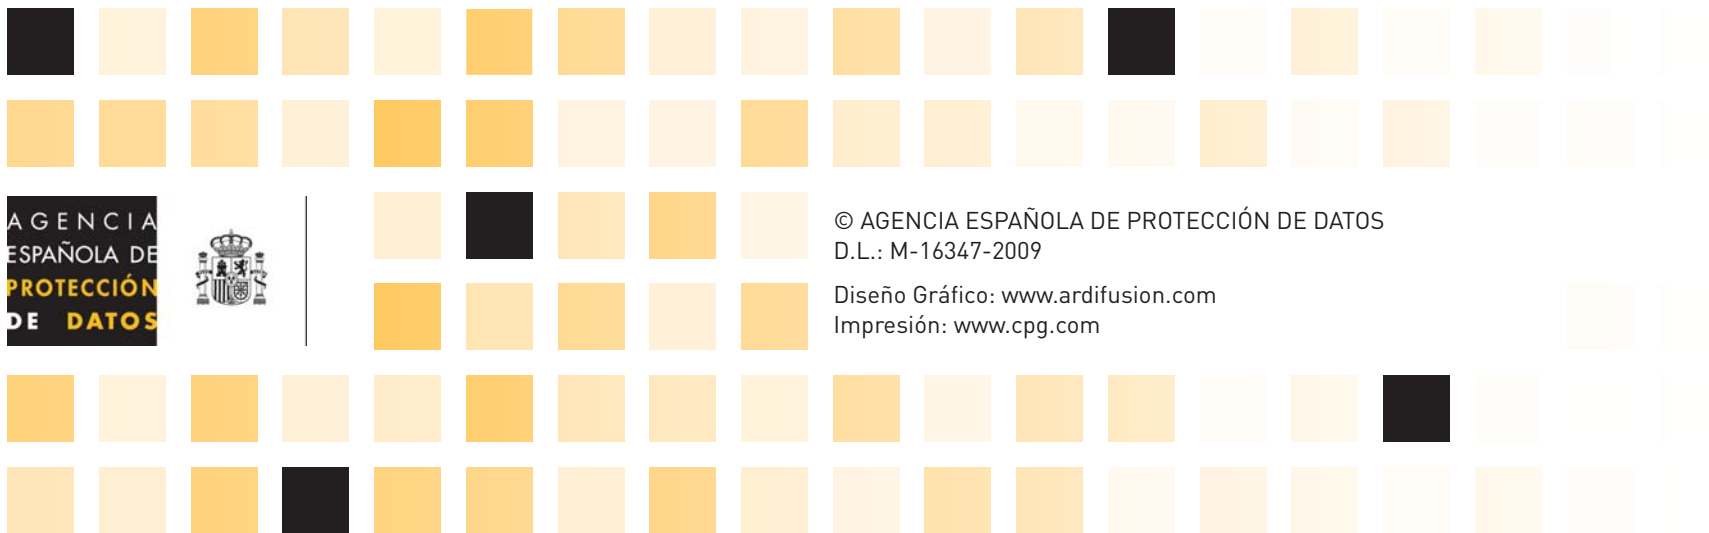 AGENCIA
ESPAÑOLA DE
PROTECCIÓN
DE DATOS
© AGENCIA ESPAÑOLA DE PROTECCIÓN DE DATOS
D.L.: M-16347-2009
Diseño Gráfico: www.ardifusion.com
Impresión: www.cpg.com